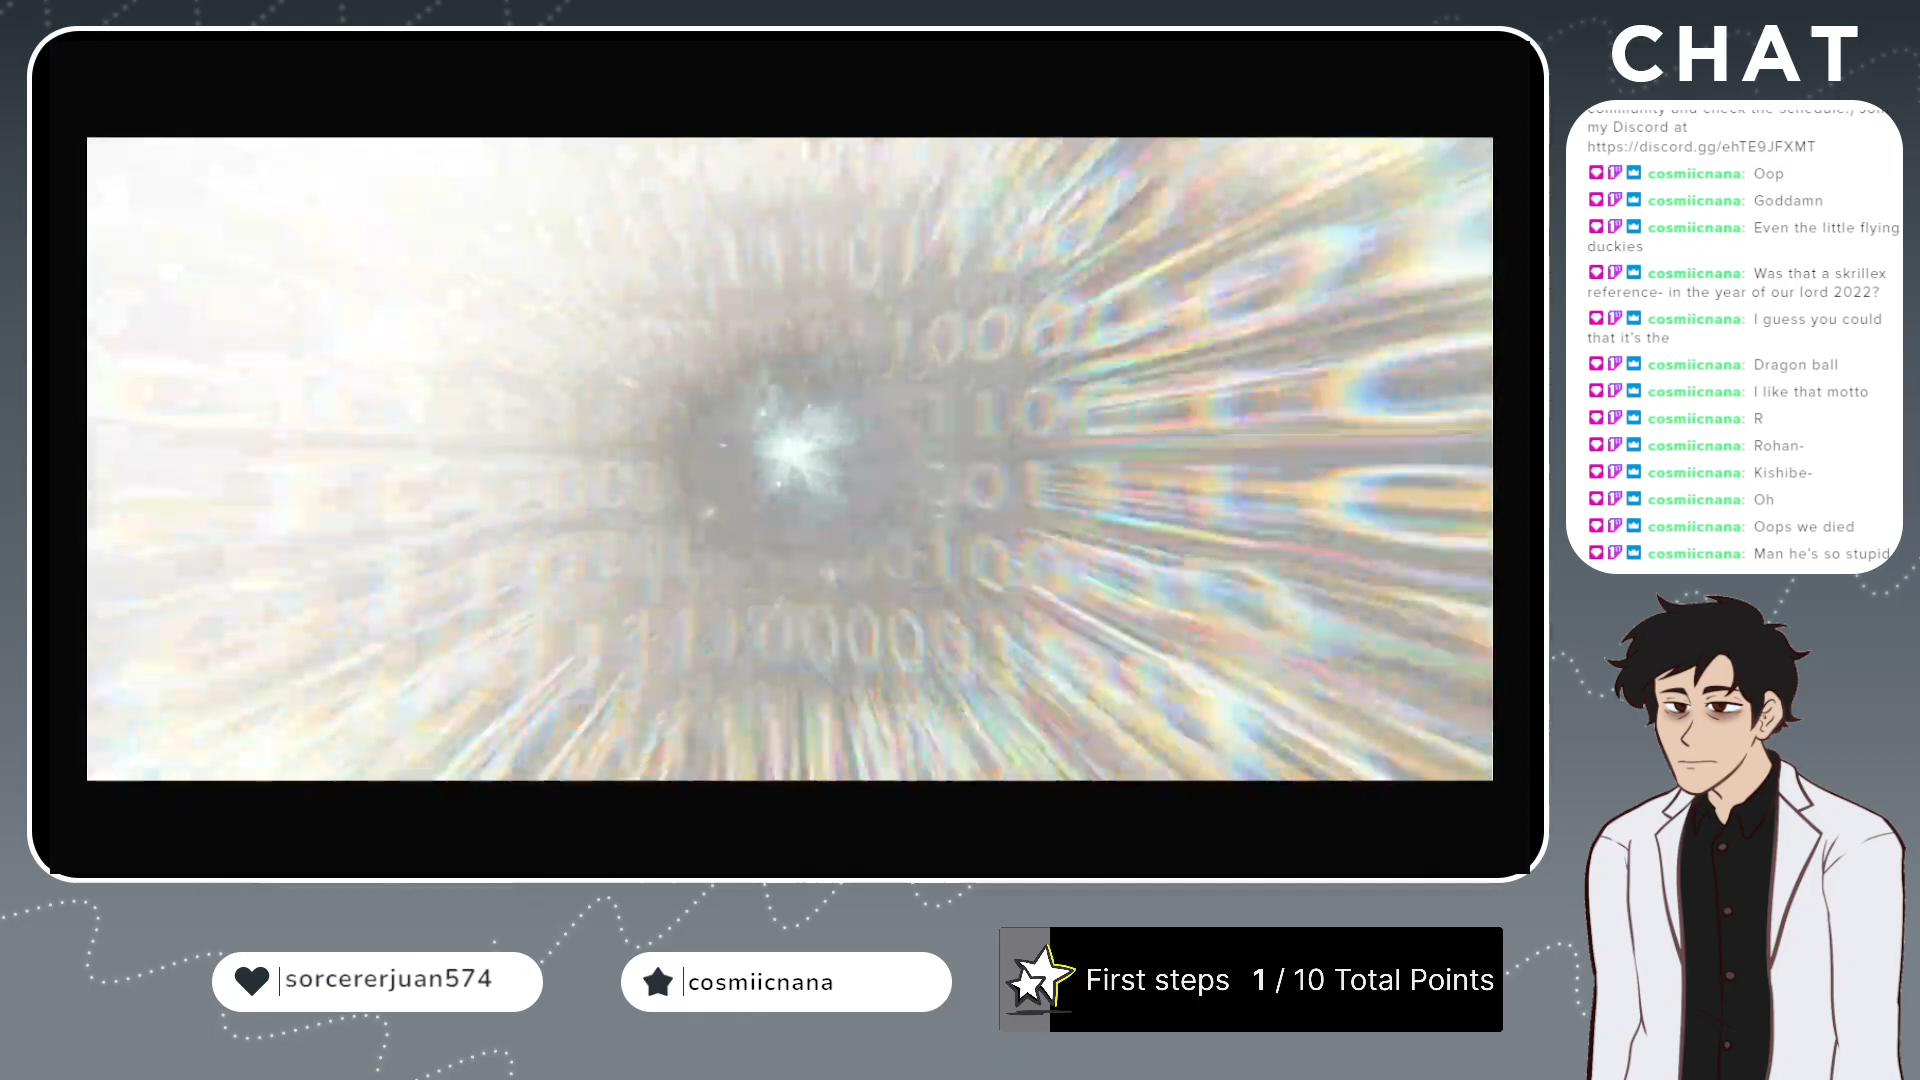 CHAT
my Discord at
https://discord.gg/ehTE9JFXMT
cosmiicnana: Oop
cosmiicnana: Goddamn
cosmiicnana: Even the little flying
duckies
cosmiicnana: Was that a skrillex
reference- in the year of our lord 2022?
cosmiicnana: I guess you could
that it's the
cosmiicnana: Dragon ball
cosmiicnana: I like that motto
cosmiicnana: R
cosmiicnana: Rohan-
cosmiicnana: Kishibe-
cosmiicnana: Oh
cosmiicnana: Oops we died
cosmiicnana: Man he's so stupid
sorcererjuan574
cosmiicnana
First steps 1 / 10 Total Points